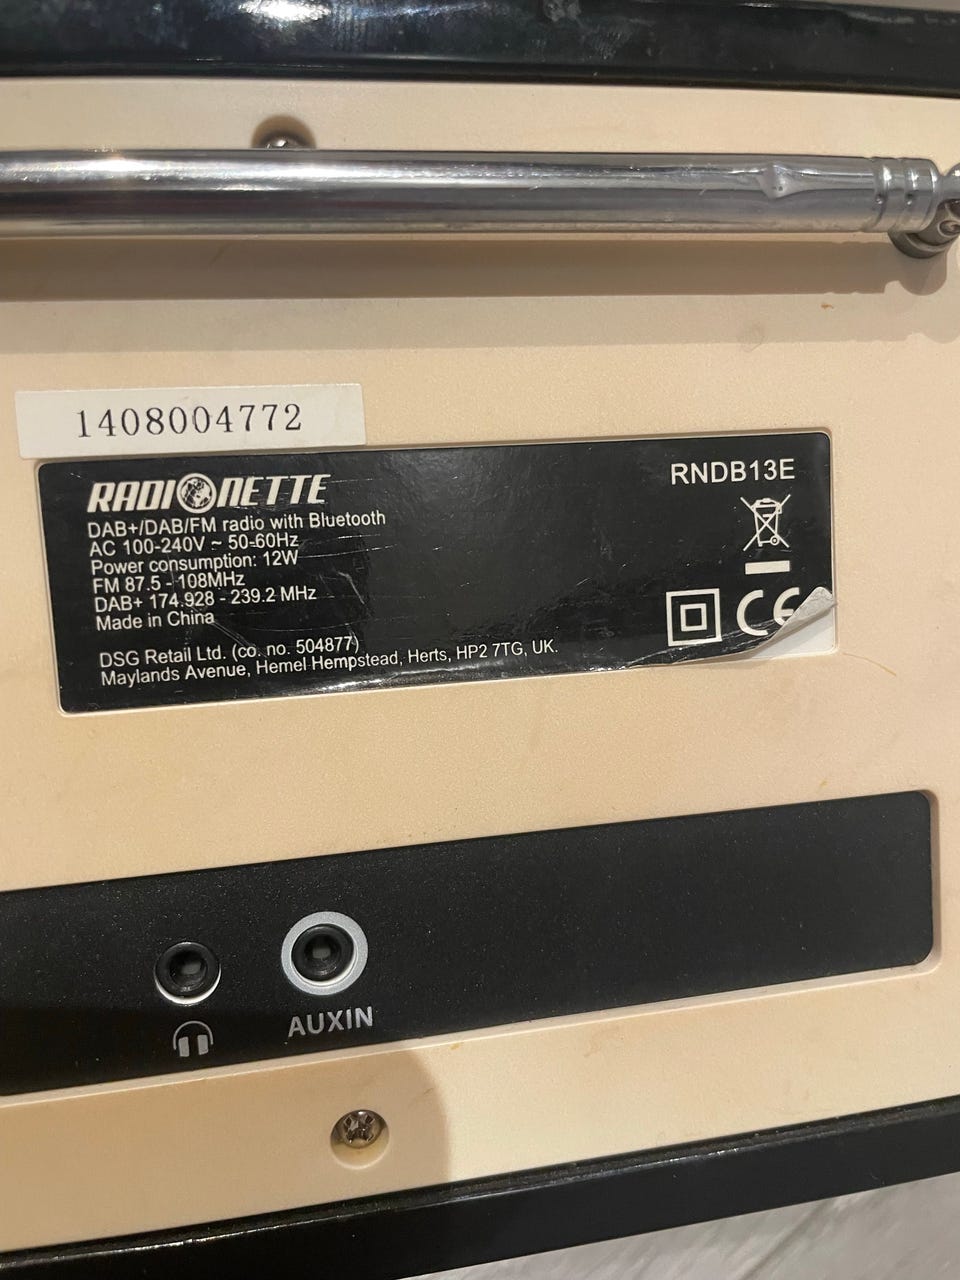 1408004772
RADIONETTE
RNDB13E
DAB+/DAB/FM radio with Bluetooth
AC 100-240V ~ 50-60Hz
Power consumption: 12W
FM 87.5 - 108MHz
DAB+ 174.928 - 239.2 MHz
Made in China
CE
DSG Retail Ltd. (co. no. 504877)
Maylands Avenue, Hemel Hempstead, Herts, HP2 7TG, UK.
AUXIN